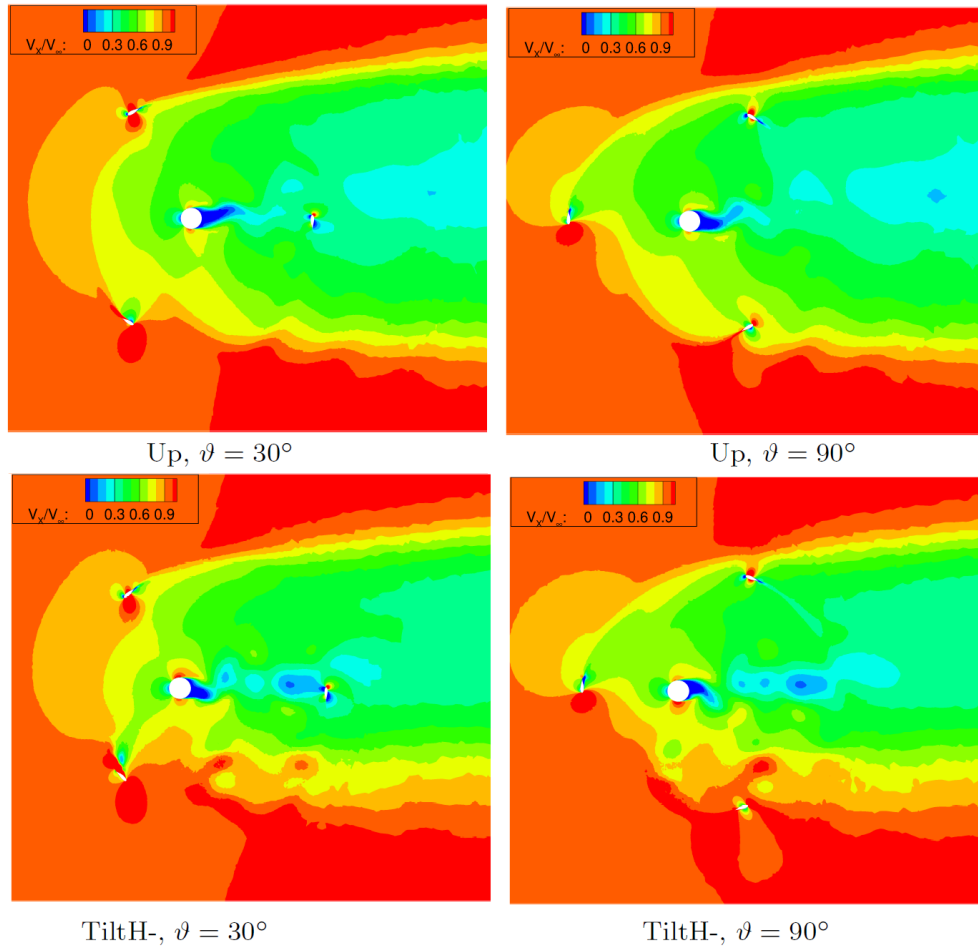 Vₓ/V∞: 0 0.3 0.6 0.9
Vₓ/V∞: 0 0.3 0.6 0.9
Up, ϑ = 30°
Up, ϑ = 90°
Vₓ/V∞: 0 0.3 0.6 0.9
Vₓ/V∞: 0 0.3 0.6 0.9
TiltH-, ϑ = 30°
TiltH-, ϑ = 90°